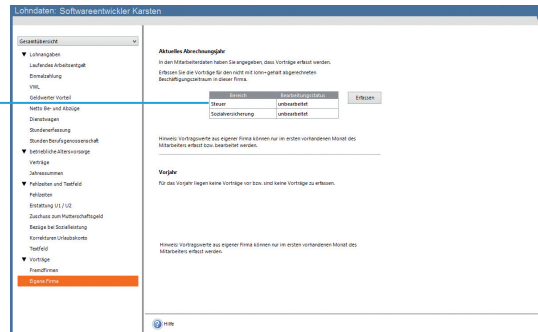 Lohndaten: Softwareentwickler Karsten
Gesamtübersicht
Lohnangaben
Laufendes Arbeitsentgelt
Einmalzahlung
VWL
Geldwerter Vorteil
Netto Be- und Abzüge
Dienstwagen
Stundenerfassung
Stunden Berufsgenossenschaft
betriebliche Altersvorsorge
Verträge
Jahressummen
Fehlzeiten und Textfeld
Fehlzeiten
Erstattung U1 / U2
Zuschuss zum Mutterschaftsgeld
Bezüge bei Sozialleistung
Korrekturen Urlaubskonto
Textfeld
Vorträge
Fremdfirmen
Eigene Firma
Aktuelles Abrechnungsjahr
In den Mitarbeiterdaten haben Sie angegeben, dass Vorträge erfasst werden.
Erfassen Sie die Vorträge für den nicht mit lohn+gehalt abgerechneten
Beschäftigungszeitraum in dieser Firma.
Bereich Bearbeitungsstatus
Steuer unbearbeitet
Sozialversicherung unbearbeitet
Erfassen
Hinweis: Vortragswerte aus eigener Firma können nur im ersten vorhandenen Monat des
Mitarbeiters erfasst bzw. bearbeitet werden.
Vorjahr
Für das Vorjahr liegen keine Vorträge vor bzw. sind keine Vorträge zu erfassen.
Hinweis: Vortragswerte aus eigener Firma können nur im ersten vorhandenen Monat des
Mitarbeiters erfasst werden.
Hilfe